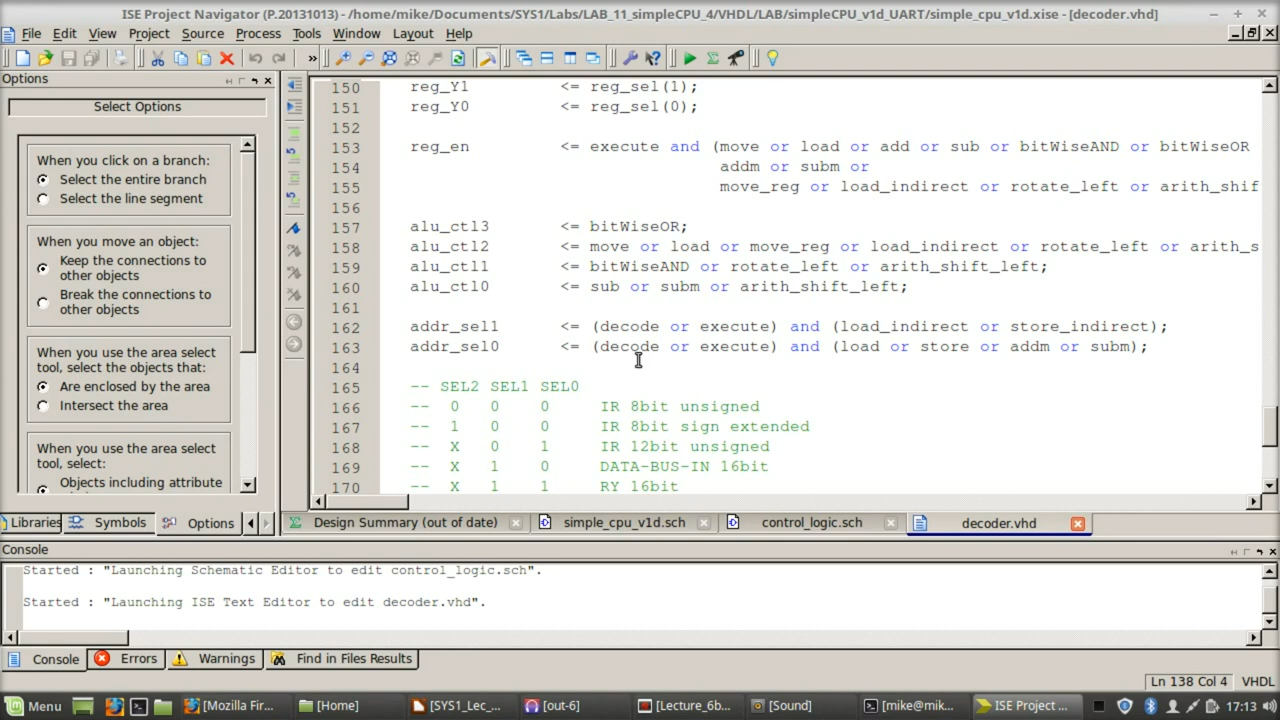 ISE Project Navigator (P.20131013) - /home/mike/Documents/SYS1/Labs/LAB_11_simpleCPU_4/VHDL/LAB/simpleCPU_v1d_UART/simple_cpu_v1d.xise - [decoder.vhd]
File Edit View Project Source Process Tools Window Layout Help
Options
Select Options
When you click on a branch:
Select the entire branch
Select the line segment
When you move an object:
Keep the connections to
other objects
Break the connections to
other objects
When you use the area select
tool, select the objects that:
Are enclosed by the area
Intersect the area
When you use the area select
tool, select:
Objects including attribute
Libraries Symbols Options
150 reg_Y1 <= reg_sel(1);
151 reg_Y0 <= reg_sel(0);
152
153 reg_en <= execute and (move or load or add or sub or bitWiseAND or bitWiseOR
154 addm or subm or
155 move_reg or load_indirect or rotate_left or arith_shif
156
157 alu_ctl3 <= bitWiseOR;
158 alu_ctl2 <= move or load or move_reg or load_indirect or rotate_left or arith_s
159 alu_ctl1 <= bitWiseAND or rotate_left or arith_shift_left;
160 alu_ctl0 <= sub or subm or arith_shift_left;
161
162 addr_sel1 <= (decode or execute) and (load_indirect or store_indirect);
163 addr_sel0 <= (decode or execute) and (load or store or addm or subm);
164
165 -- SEL2 SEL1 SEL0
166 -- 0 0 0 IR 8bit unsigned
167 -- 1 0 0 IR 8bit sign extended
168 -- X 0 1 IR 12bit unsigned
169 -- X 1 0 DATA-BUS-IN 16bit
170 -- X 1 1 RY 16bit
Design Summary (out of date) simple_cpu_v1d.sch control_logic.sch decoder.vhd
Console
Started : "Launching Schematic Editor to edit control_logic.sch".
Started : "Launching ISE Text Editor to edit decoder.vhd".
Console Errors Warnings Find in Files Results
Ln 138 Col 4 VHDL
Menu [Mozilla Fir... [Home] [SYS1_Lec_... [out-6] [Lecture_6b... [Sound] [mike@mik... ISE Project ... 17:13